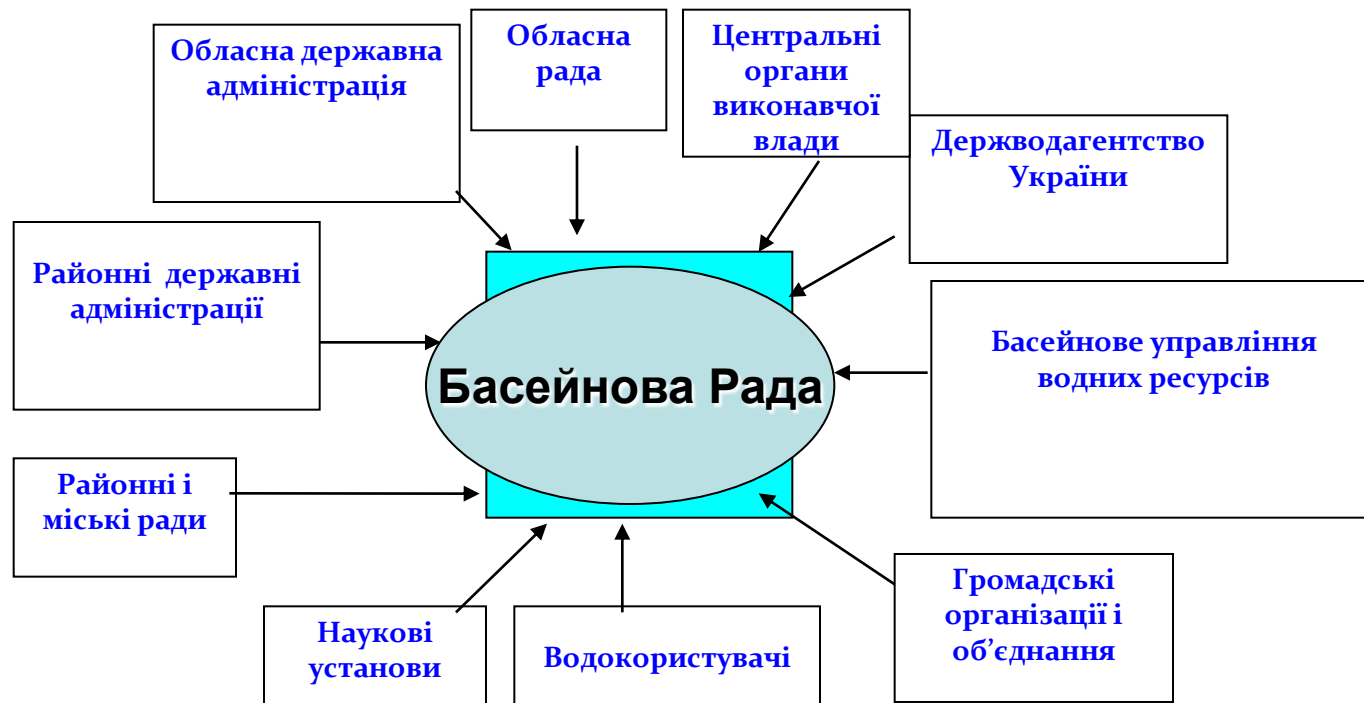 Обласна державна
адміністрація
Обласна
рада
Центральні
органи
виконавчої
влади
Держводагентство
України
Районні державні
адміністрації
Басейнове управління
водних ресурсів
Басейнова Рада
Районні і
міські ради
Наукові
установи
Водокористувачі
Громадські
організації і
об’єднання